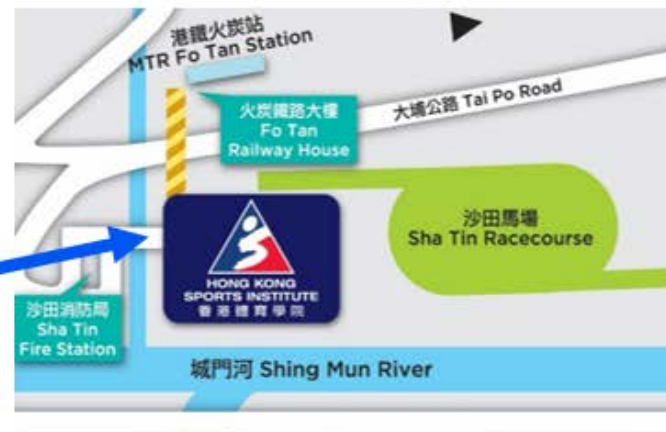 港鐵火炭站
MTR Fo Tan Station
火炭鐵路大樓
Fo Tan
Railway House
大埔公路 Tai Po Road
沙田馬場
Sha Tin Racecourse
HONG KONG
SPORTS INSTITUTE
香港體育學院
沙田消防局
Sha Tin
Fire Station
城門河 Shing Mun River